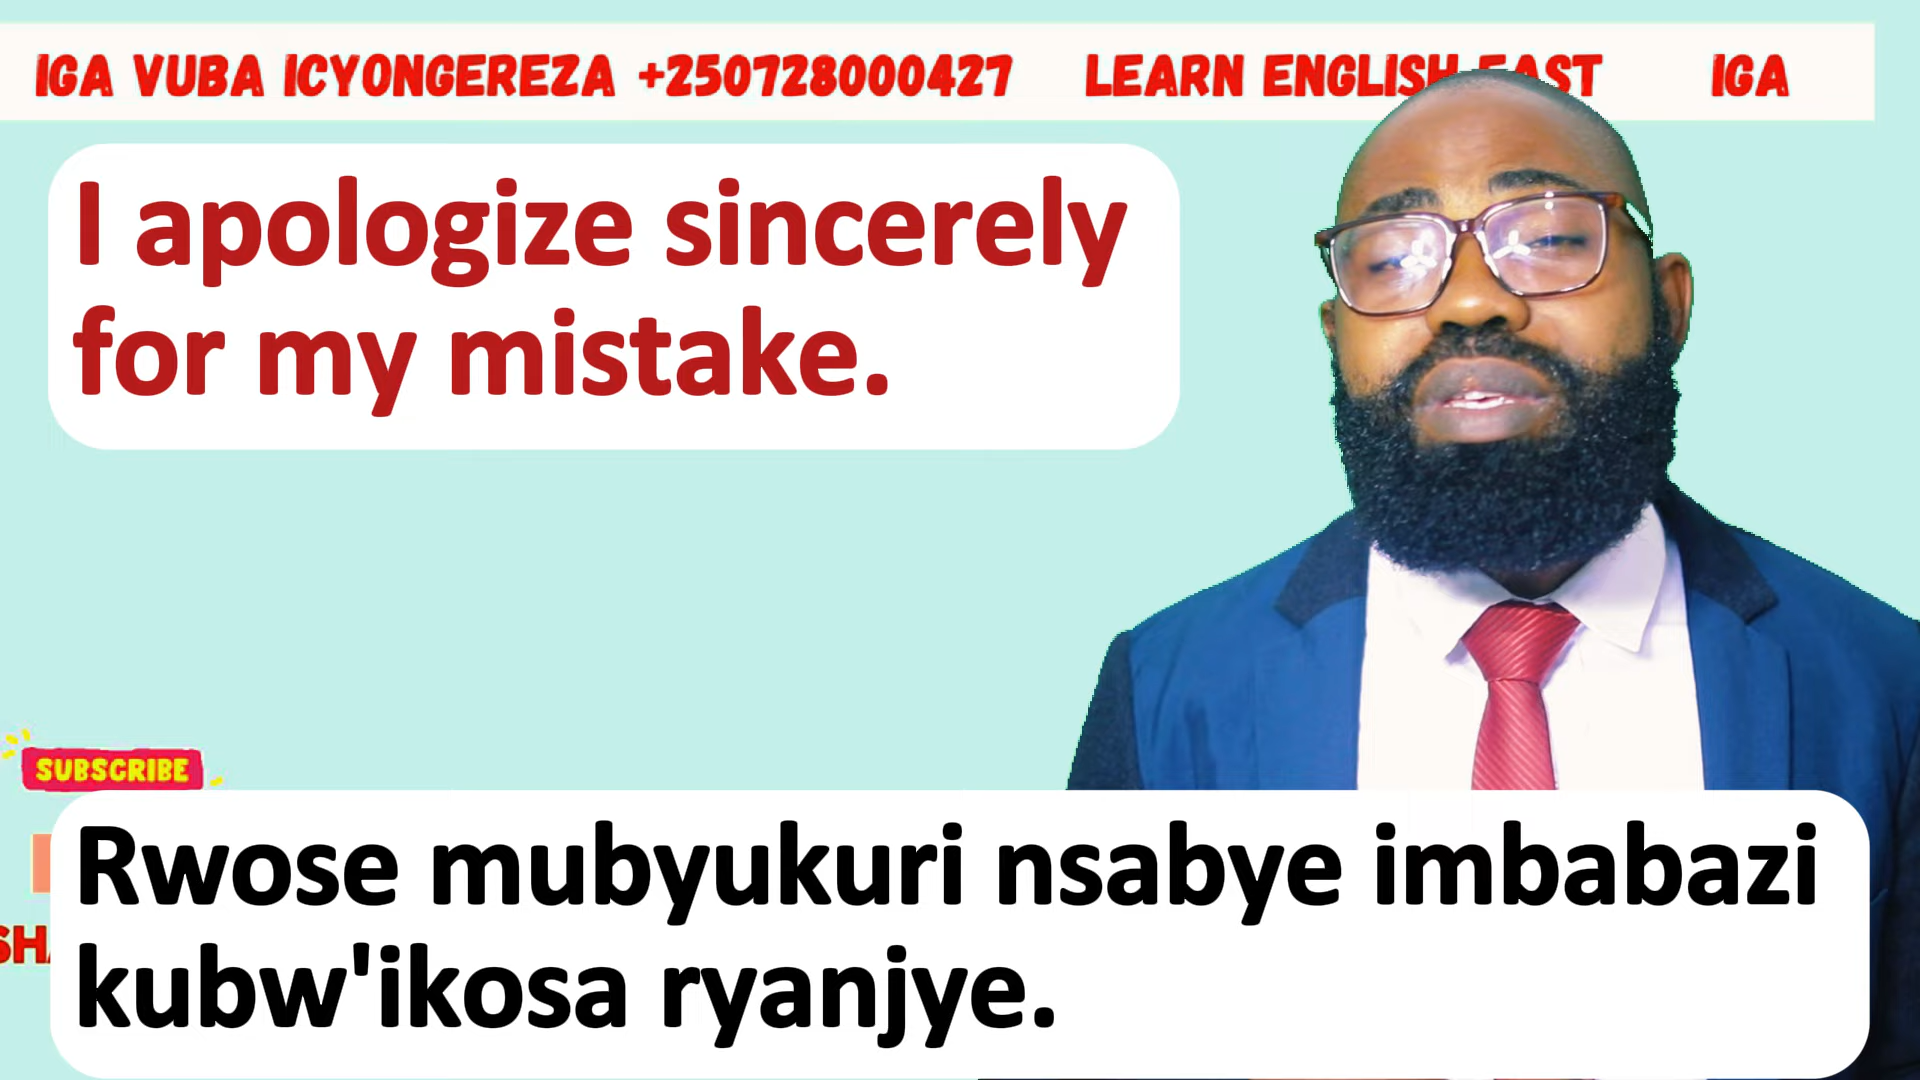 IGA VUBA ICYONGEREZA +250728000427 LEARN ENGLISH FAST IGA
I apologize sincerely
for my mistake.
SUBSCRIBE
Rwose mubyukuri nsabye imbabazi
kubw'ikosa ryanjye.